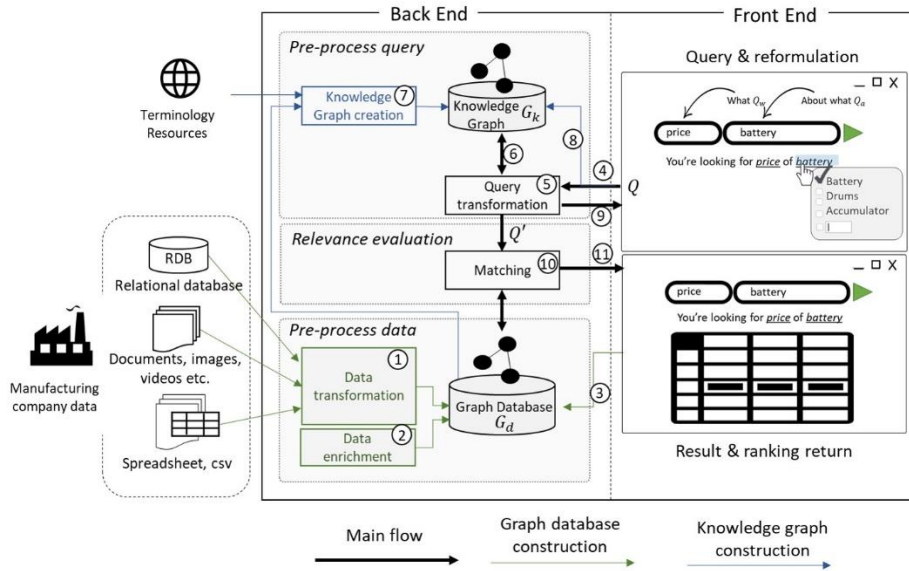 Back End
Front End
Pre-process query
Query & reformulation
Terminology
Resources
Knowledge
Graph creation
7
Knowledge
Graph
G_k
6
8
4
Query
transformation
5
Q
9
Q'
_ □ X
What Q_w
About what Q_a
price
battery
You're looking for price of battery
Battery
Drums
Accumulator
Relevance evaluation
Matching
10
11
RDB
Relational database
Documents, images,
videos etc.
Spreadsheet, csv
Manufacturing
company data
Pre-process data
Data
transformation
1
Data
enrichment
2
Graph Database
G_d
3
_ □ X
price
battery
You're looking for price of battery
Result & ranking return
Main flow
Graph database
construction
Knowledge graph
construction